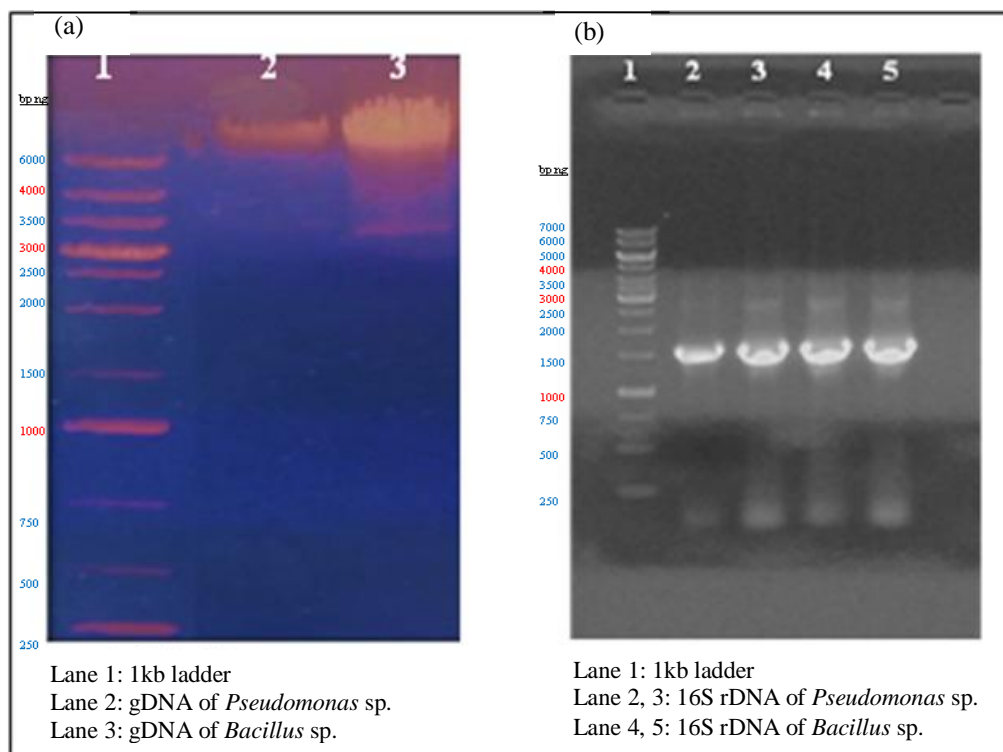 (a)
1 2 3
bp ng
6000
4000
3500
3000
2500
2000
1500
1000
750
500
250
Lane 1: 1kb ladder
Lane 2: gDNA of Pseudomonas sp.
Lane 3: gDNA of Bacillus sp.
(b)
1 2 3 4 5
bp ng
7000
6000
5000
4000
3500
3000
2500
2000
1500
1000
750
500
250
Lane 1: 1kb ladder
Lane 2, 3: 16S rDNA of Pseudomonas sp.
Lane 4, 5: 16S rDNA of Bacillus sp.